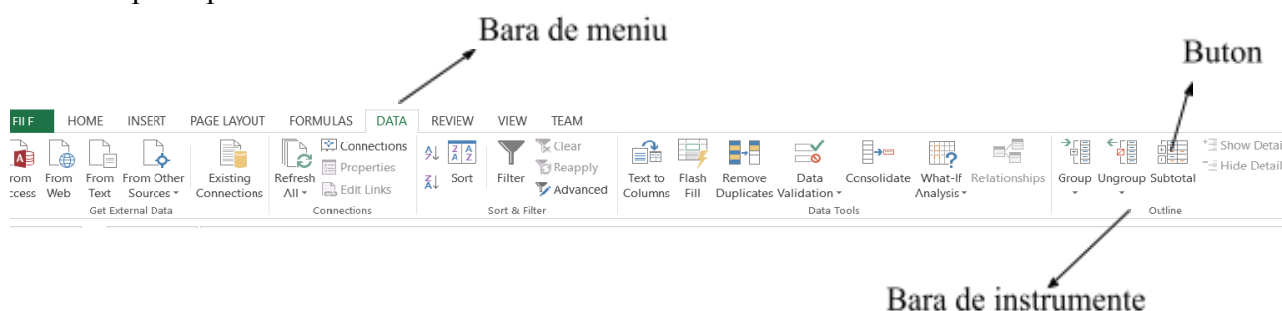 Bara de meniu
Buton
FILE HOME INSERT PAGE LAYOUT FORMULAS DATA REVIEW VIEW TEAM
Connections
Properties
Edit Links
Clear
Reapply
Advanced
Show Detai
Hide Detail
From Access
From Web
From Text
From Other Sources
Existing Connections
Refresh All
Sort
Filter
Text to Columns
Flash Fill
Remove Duplicates
Data Validation
Consolidate
What-If Analysis
Relationships
Group
Ungroup
Subtotal
Get External Data
Connections
Sort & Filter
Data Tools
Outline
Bara de instrumente